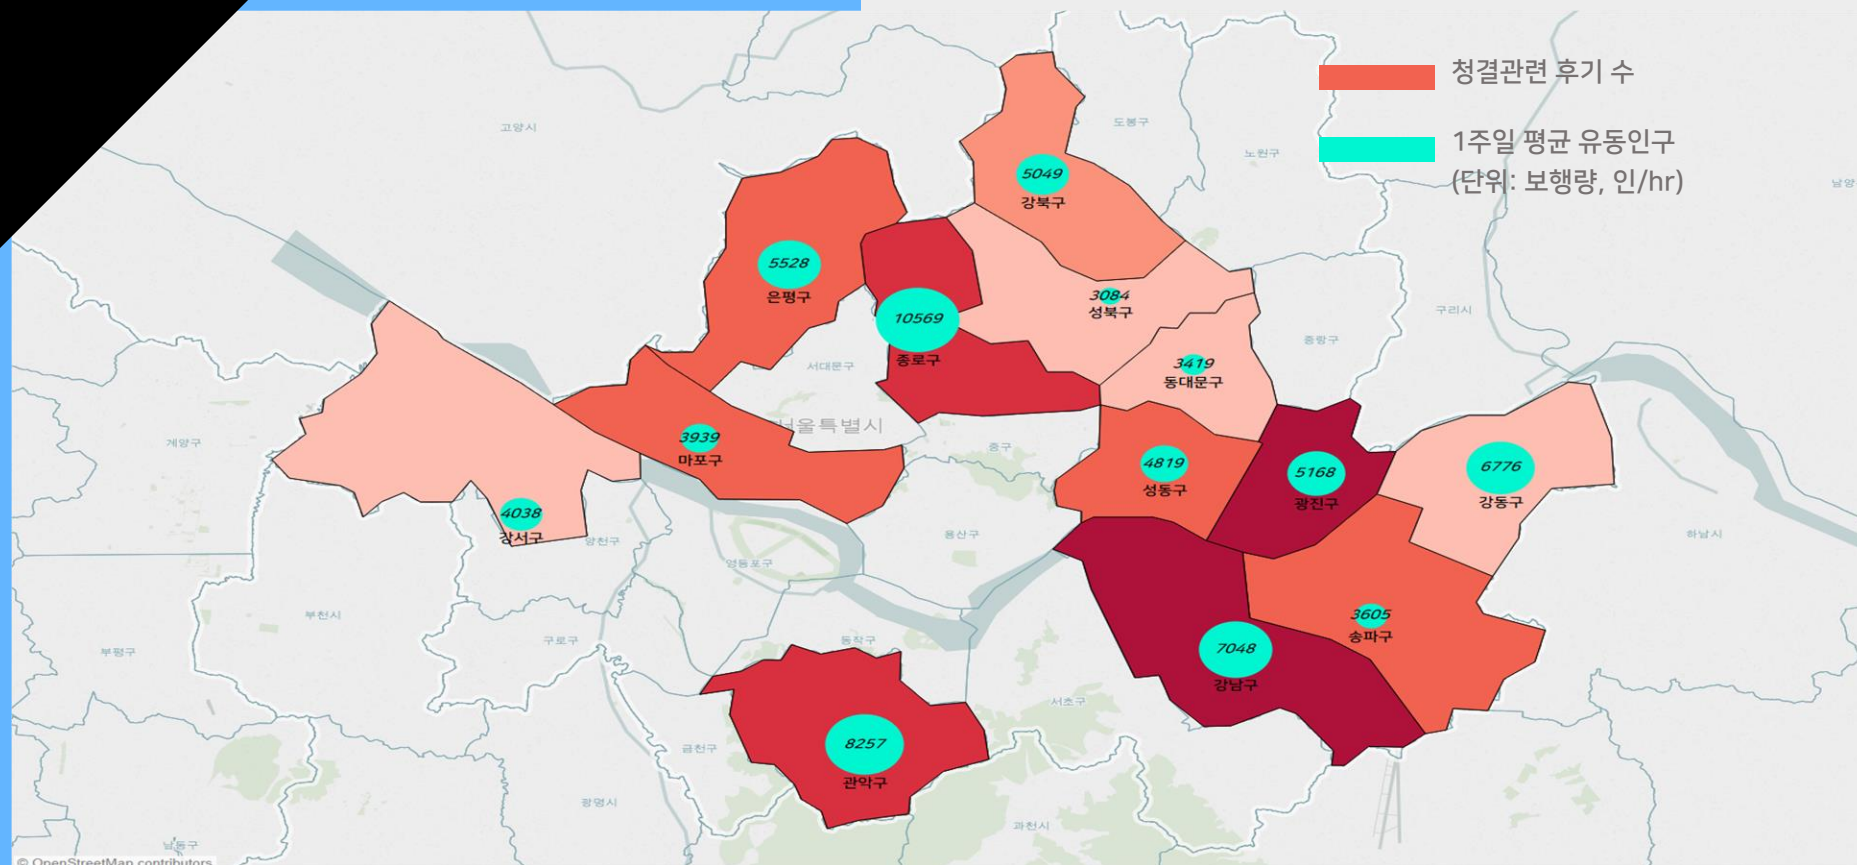 청결관련 후기 수
1주일 평균 유동인구
(단위: 보행량, 인/hr)
고양시
도봉구
노원구
남양
5049
강북구
5528
은평구
3084
성북구
구리시
10569
종로구
중랑구
서대문구
3419
동대문구
서울특별시
계양구
3939
마포구
중구
4819
성동구
5168
광진구
6776
강동구
4038
강서구
양천구
용산구
하남시
영등포구
부천시
구로구
동작구
3605
송파구
부평구
7048
강남구
서초구
금천구
8257
관악구
광명시
과천시
남동구
© OpenStreetMap contributors